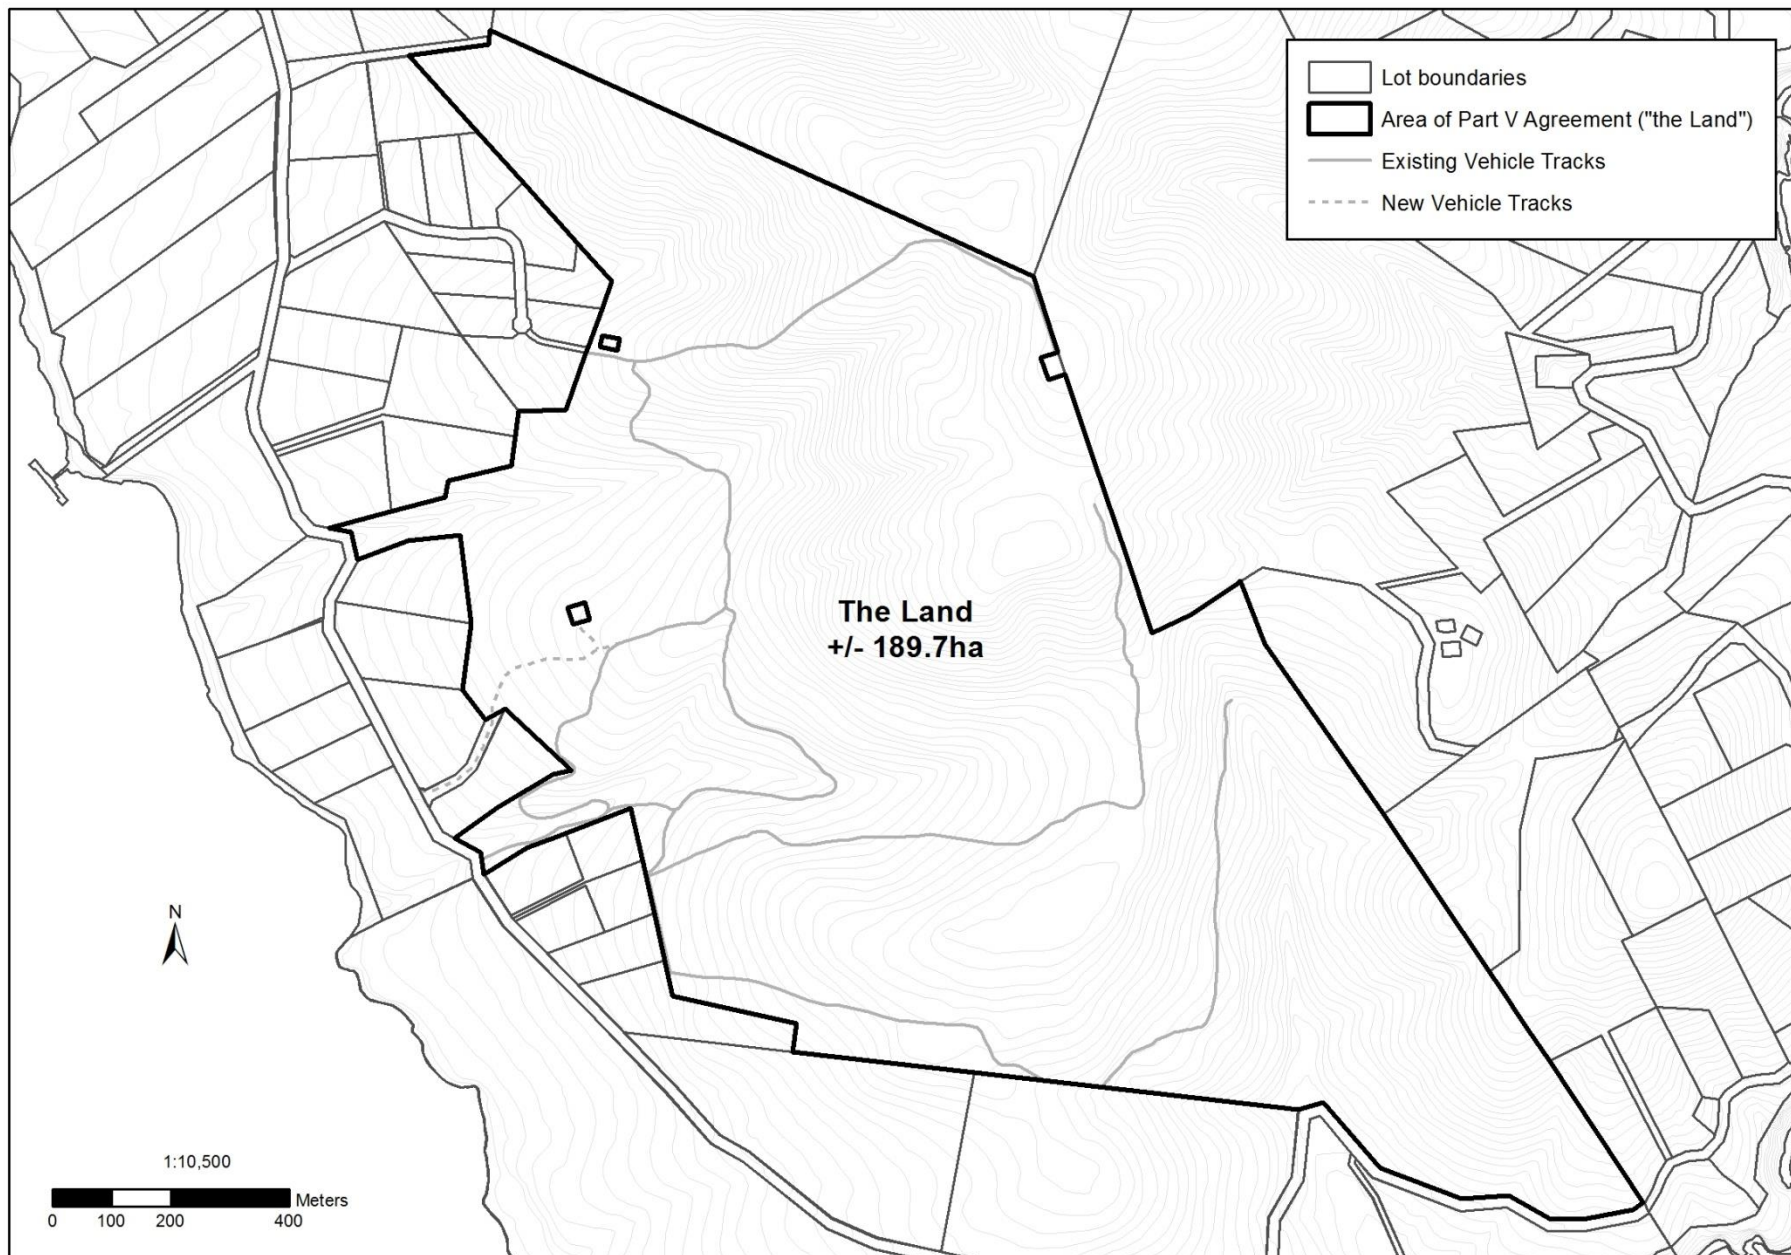 Lot boundaries
Area of Part V Agreement ("the Land")
Existing Vehicle Tracks
New Vehicle Tracks
The Land
+/- 189.7ha
N
1:10,500
Meters
0 100 200 400